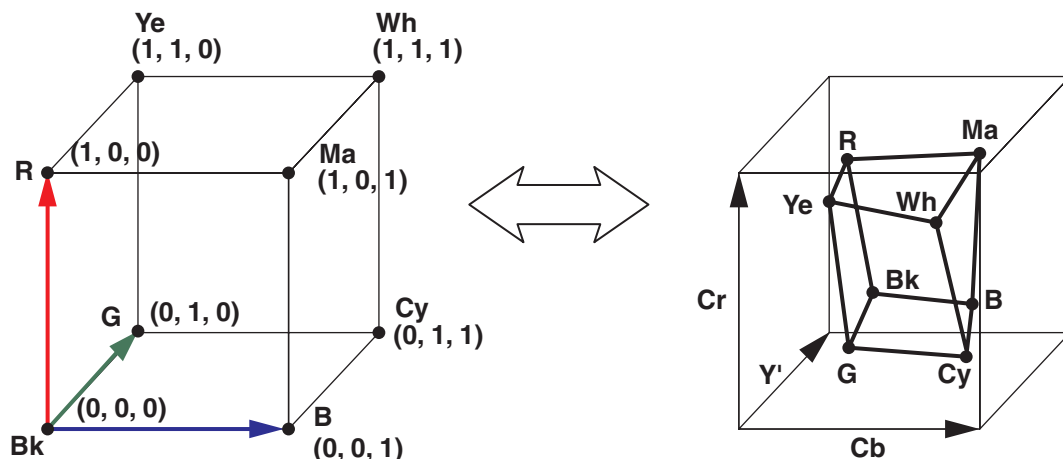 Ye
(1, 1, 0)
Wh
(1, 1, 1)
R
(1, 0, 0)
Ma
(1, 0, 1)
G
(0, 1, 0)
Cy
(0, 1, 1)
Bk
(0, 0, 0)
B
(0, 0, 1)
R
Ma
Ye
Wh
Cr
Bk
B
Y'
G
Cy
Cb